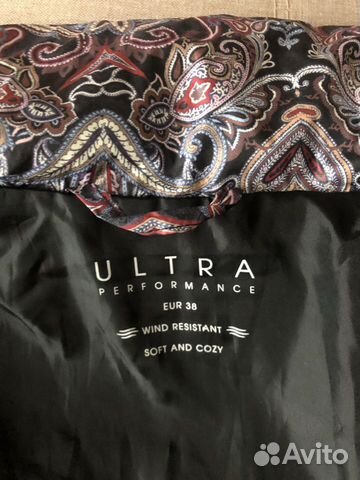 ULTRA
PERFORMANCE
EUR 38
WIND RESISTANT
SOFT AND COZY
Avito